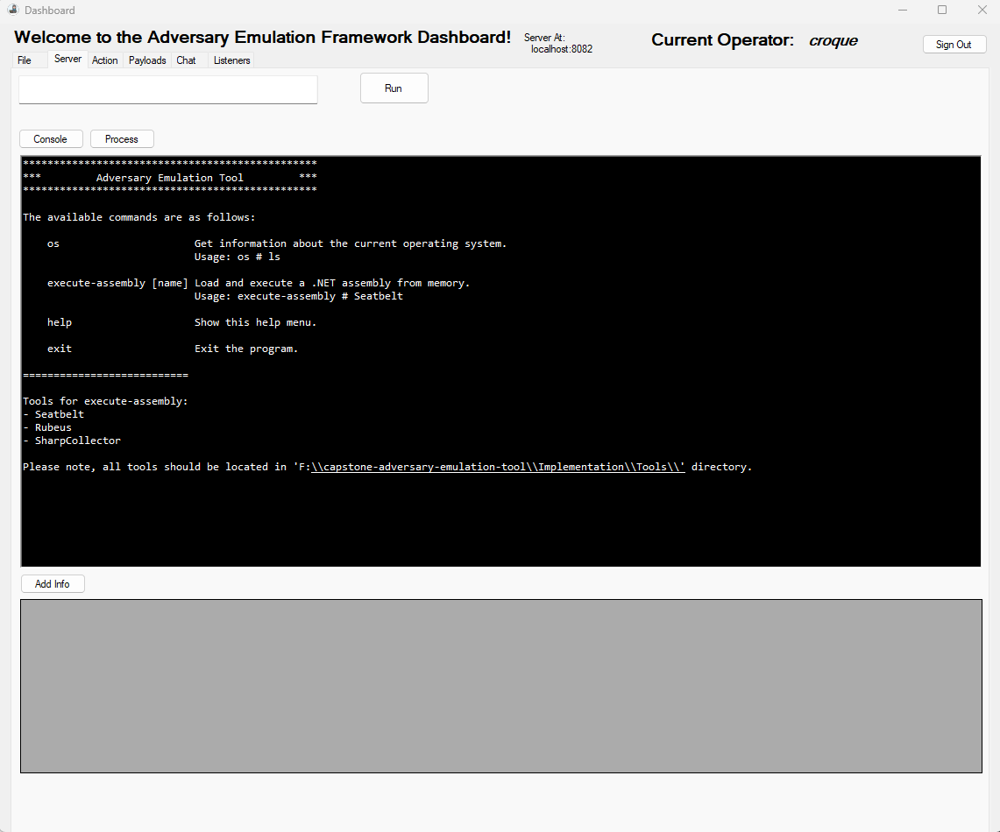 Dashboard
Welcome to the Adversary Emulation Framework Dashboard!
Server At:
localhost:8082
Current Operator: croque
Sign Out
File Server Action Payloads Chat Listeners
Run
Console Process
************************************************
*** Adversary Emulation Tool ***
************************************************
The available commands are as follows:
os Get information about the current operating system.
Usage: os # ls
execute-assembly [name] Load and execute a .NET assembly from memory.
Usage: execute-assembly # Seatbelt
help Show this help menu.
exit Exit the program.
===========================
Tools for execute-assembly:
- Seatbelt
- Rubeus
- SharpCollector
Please note, all tools should be located in 'F:\\capstone-adversary-emulation-tool\\Implementation\\Tools\\' directory.
Add Info